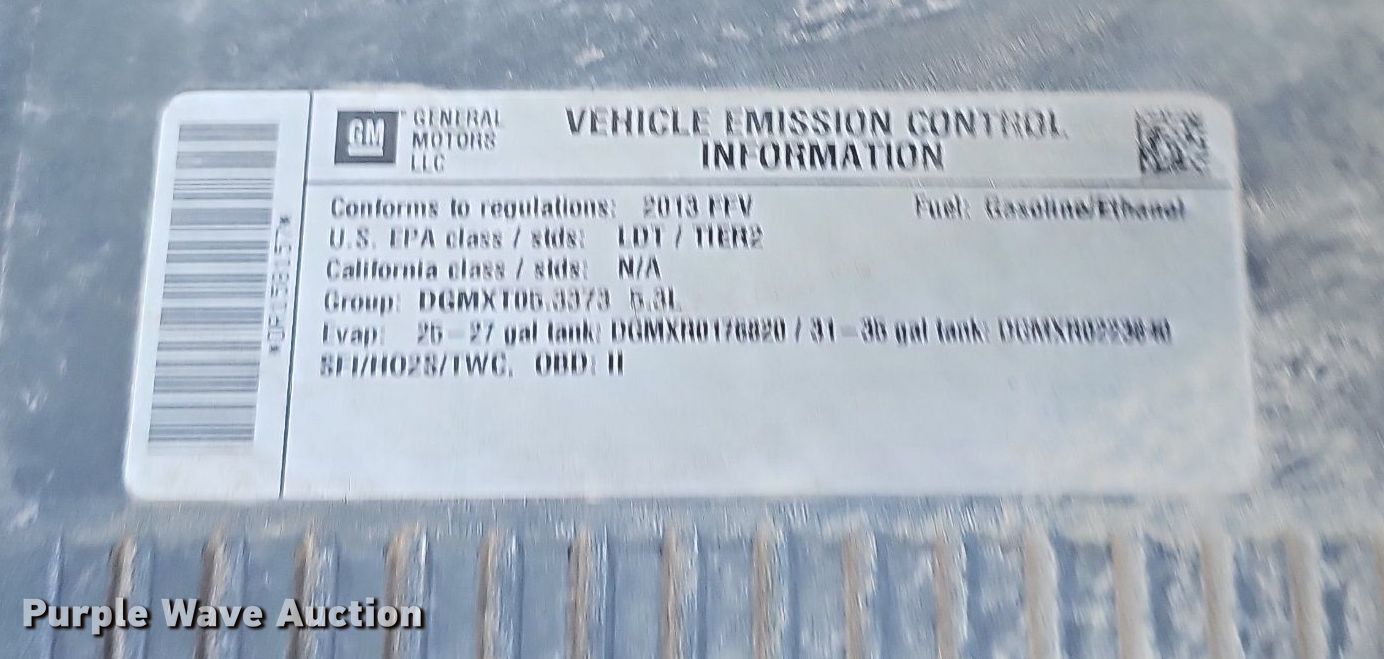 GM
GENERAL
MOTORS
LLC
VEHICLE EMISSION CONTROL
INFORMATION
Conforms to regulations: 2013 FFV
Fuel: Gasoline/Ethanol
U.S. EPA class / stds: LDT / TIER2
California class / stds: N/A
Group: DGMXT05.3373 5.3L
Evap: 25-27 gal tank: DGMXR0176820 / 31-35 gal tank:
SFI/HO2S/TWC, OBD: II
Purple Wave Auction